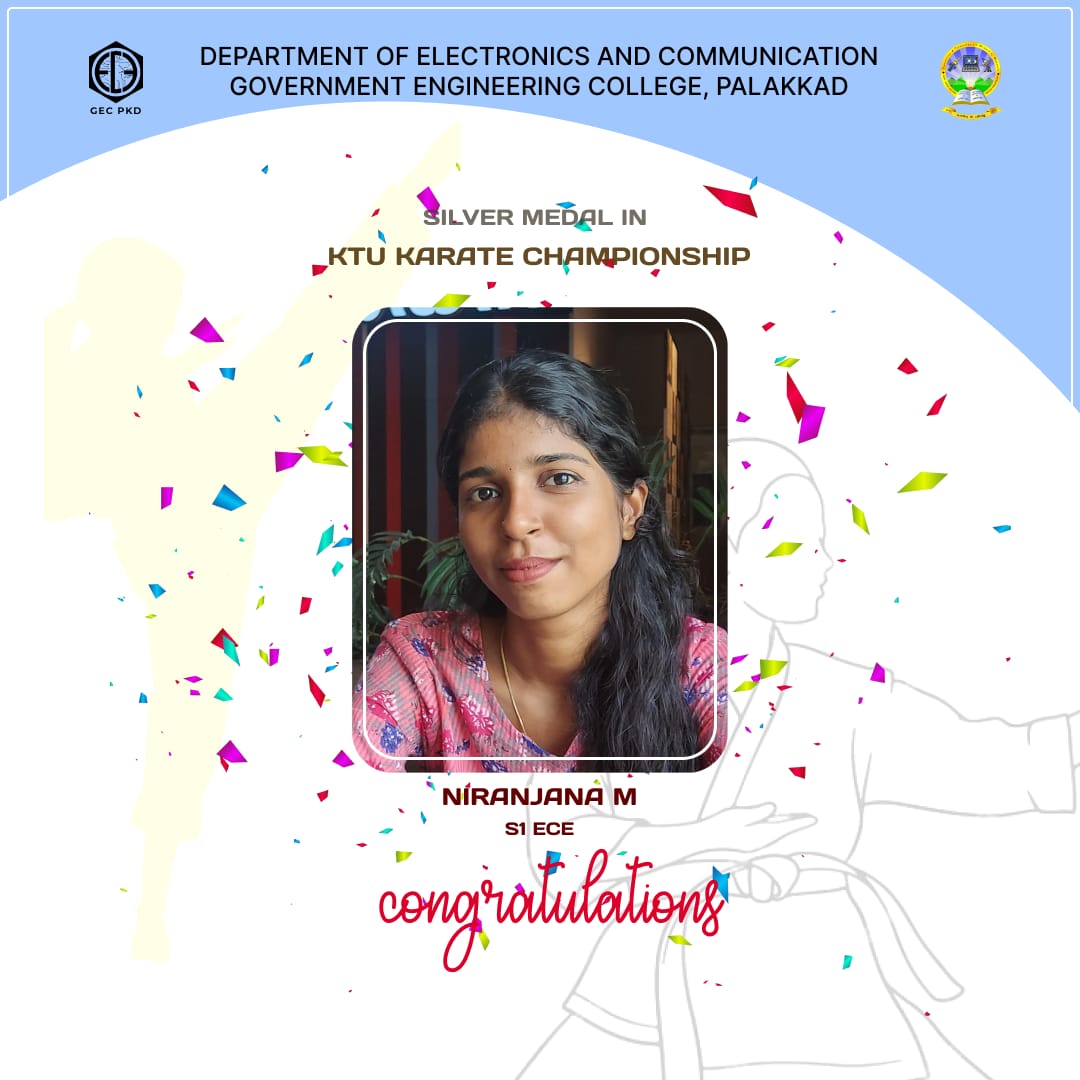 DEPARTMENT OF ELECTRONICS AND COMMUNICATION
GOVERNMENT ENGINEERING COLLEGE, PALAKKAD
GEC PKD
SILVER MEDAL IN
KTU KARATE CHAMPIONSHIP
NIRANJANA M
S1 ECE
congratulations